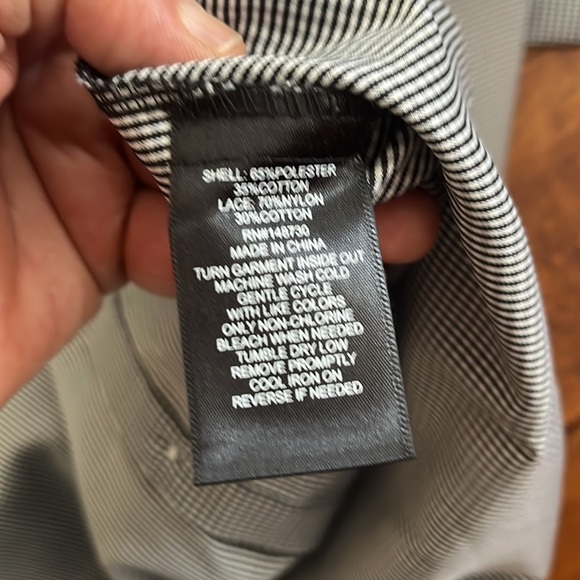 SHELL: 65%POLYESTER
35%COTTON
LACE: 70%NYLON
30%COTTON
RN#148730
MADE IN CHINA
TURN GARMENT INSIDE OUT
MACHINE WASH COLD
GENTLE CYCLE
WITH LIKE COLORS
ONLY NON-CHLORINE
BLEACH WHEN NEEDED
TUMBLE DRY LOW
REMOVE PROMPTLY
COOL IRON ON
REVERSE IF NEEDED